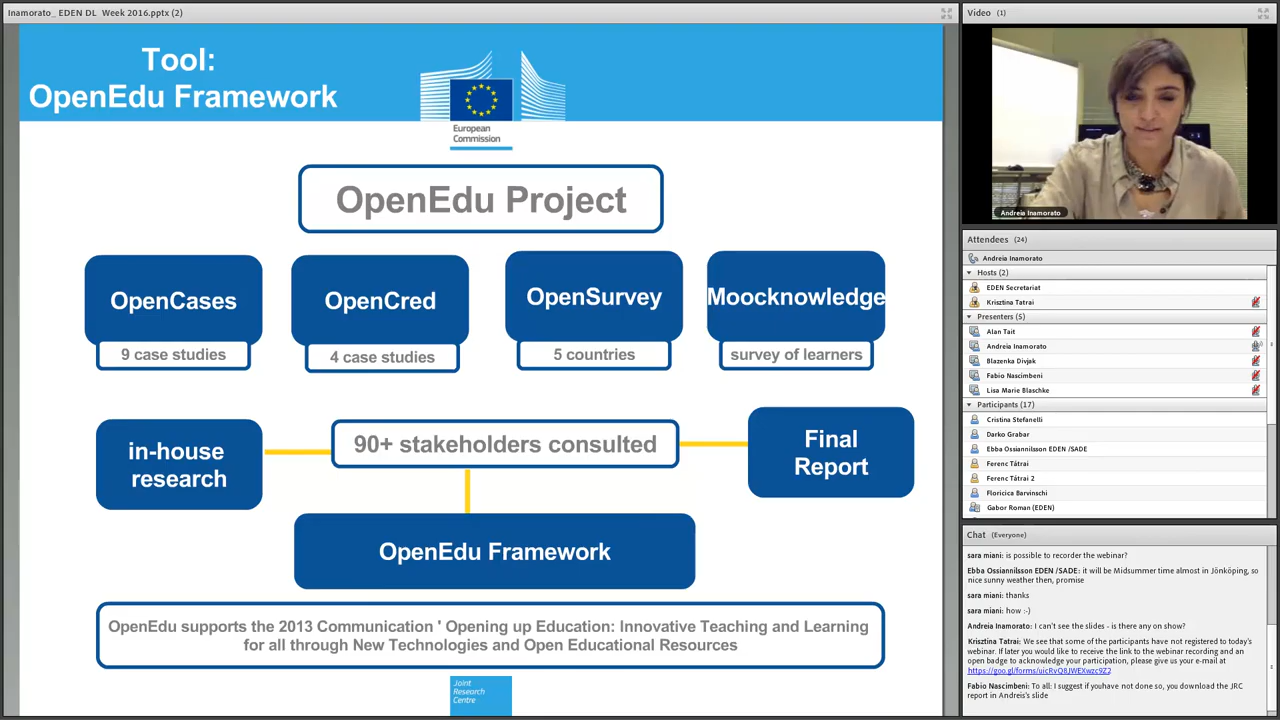 Inamorato_ EDEN DL Week 2016.pptx (2)
Tool:
OpenEdu Framework
European
Commission
OpenEdu Project
OpenCases
9 case studies
OpenCred
4 case studies
OpenSurvey
5 countries
Moocknowledge
survey of learners
in-house
research
90+ stakeholders consulted
Final
Report
OpenEdu Framework
OpenEdu supports the 2013 Communication ' Opening up Education: Innovative Teaching and Learning
for all through New Technologies and Open Educational Resources
Joint
Research
Centre
Video (1)
Andreia Inamorato
Attendees (24)
Andreia Inamorato
Hosts (2)
EDEN Secretariat
Krisztina Tatrai
Presenters (5)
Alan Tait
Andreia Inamorato
Blazenka Divjak
Fabio Nascimbeni
Lisa Marie Blaschke
Participants (17)
Cristina Stefanelli
Darko Grabar
Ebba Ossiannilsson EDEN /SADE
Ferenc Tátrai
Ferenc Tátrai 2
Floricica Barvinschi
Gabor Roman (EDEN)
Chat (Everyone)
sara miani: is possible to recorder the webinar?
Ebba Ossiannilsson EDEN /SADE: it will be Midsummer time almost in Jönköping, so
nice sunny weather then, promise
sara miani: thanks
sara miani: how :-)
Andreia Inamorato: I can't see the slides - is there any on show?
Krisztina Tatrai: We see that some of the participants have not registered to today's
webinar. If later you would like to receive the link to the webinar recording and an
open badge to acknowledge your participation, please give us your e-mail at
https://goo.gl/forms/uicRvQ8JWEXwzc9Z2
Fabio Nascimbeni: To all: I suggest if youhave not done so, you download the JRC
report in Andreis's slide